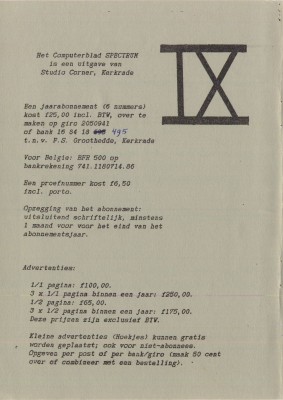 Het Computerblad SPECTRUM
is een uitgave van
Studio Corner, Kerkrade
IX
Een jaarabonnement (6 nummers)
kost f25,00 incl. BTW, over te
maken op giro 2050941
of bank 16 54 18 495
t.n.v. F.S. Groothedde, Kerkrade
Voor Belgie: BFR 500 op
bankrekening 741.1160714.86
Een proefnummer kost f6,50
incl. porto.
Opzegging van het abonnement:
uitsluitend schriftelijk, minstens
1 maand voor voor het eind van het
abonnementsjaar.
Advertenties:
1/1 pagina: f100,00.
3 x 1/1 pagina binnen een jaar: f250,00.
1/2 pagina: f65,00.
3 x 1/2 pagina binnen een jaar: f175,00.
Deze prijzen zijn exclusief BTW.
Kleine advertenties (Hoekjes) kunnen gratis
worden geplaatst; ook voor niet-abonnees.
Opgeven per post of per bank/giro (maak 50 cent
over of combineer met een bestelling).